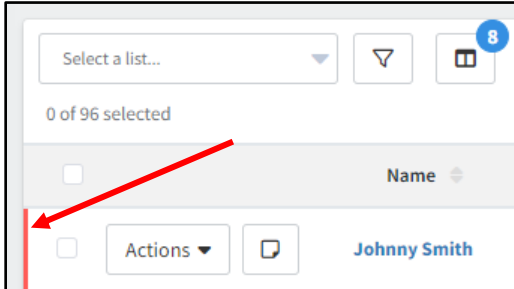 Select a list...
8
0 of 96 selected
Name
Actions
Johnny Smith